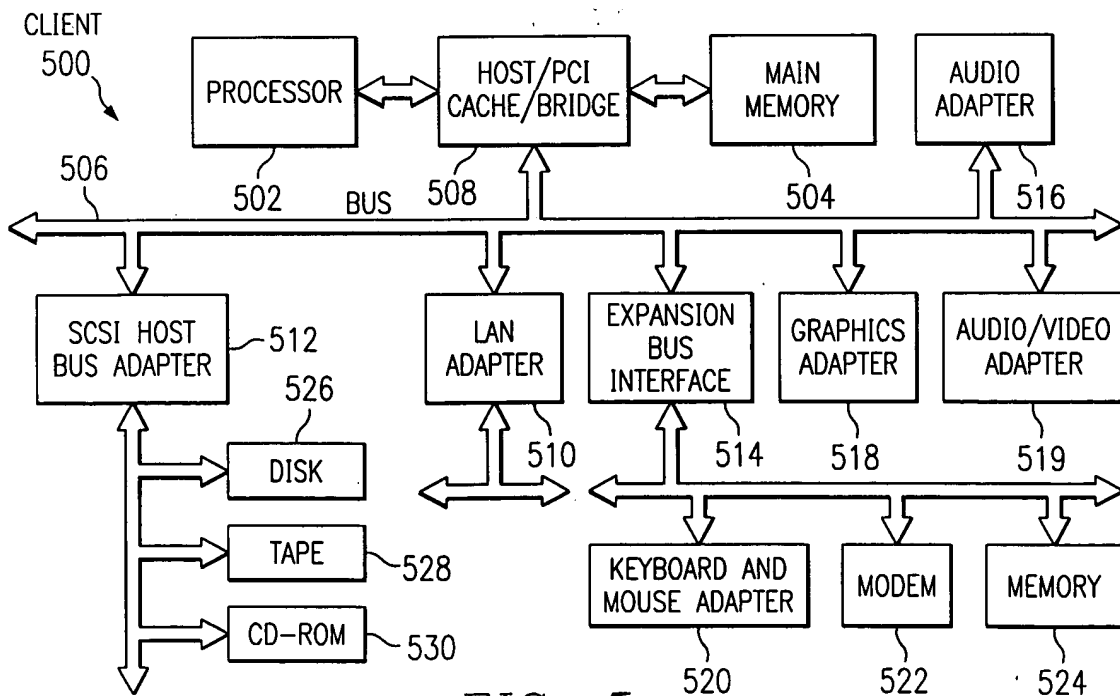 CLIENT
500
PROCESSOR
502
HOST/PCI
CACHE/BRIDGE
508
MAIN
MEMORY
504
AUDIO
ADAPTER
516
506
BUS
SCSI HOST
BUS ADAPTER
512
LAN
ADAPTER
510
EXPANSION
BUS
INTERFACE
514
GRAPHICS
ADAPTER
518
AUDIO/VIDEO
ADAPTER
519
526
DISK
TAPE
528
CD-ROM
530
KEYBOARD AND
MOUSE ADAPTER
520
MODEM
522
MEMORY
524